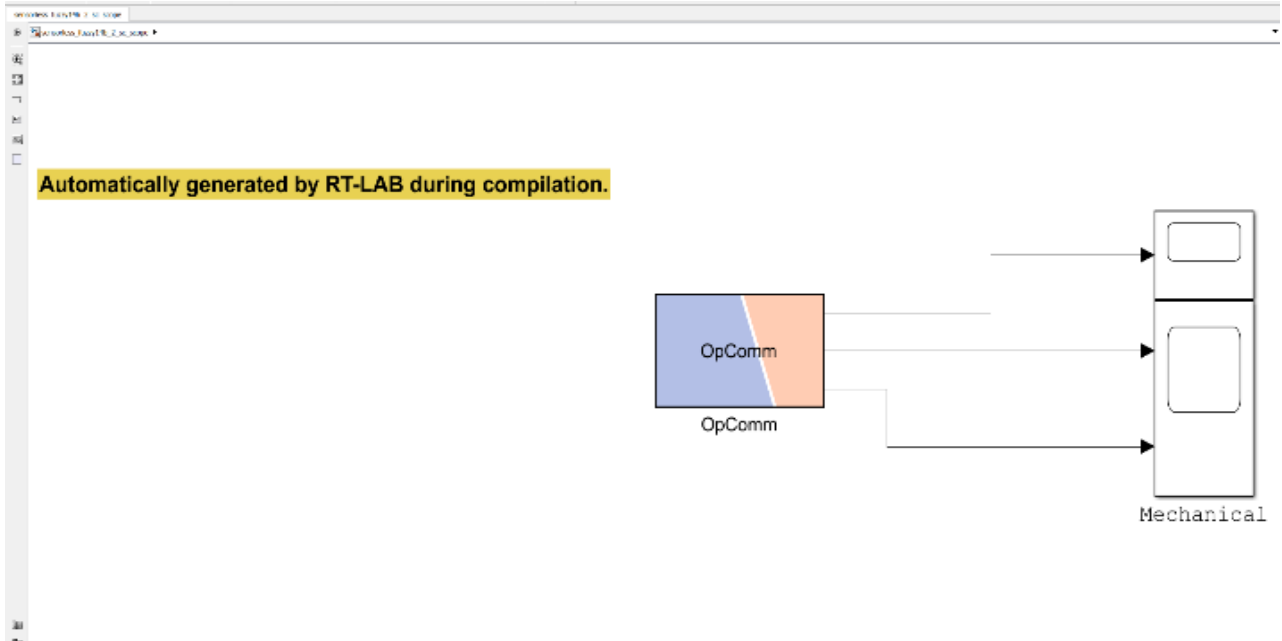 Automatically generated by RT-LAB during compilation.
OpComm
OpComm
Mechanical